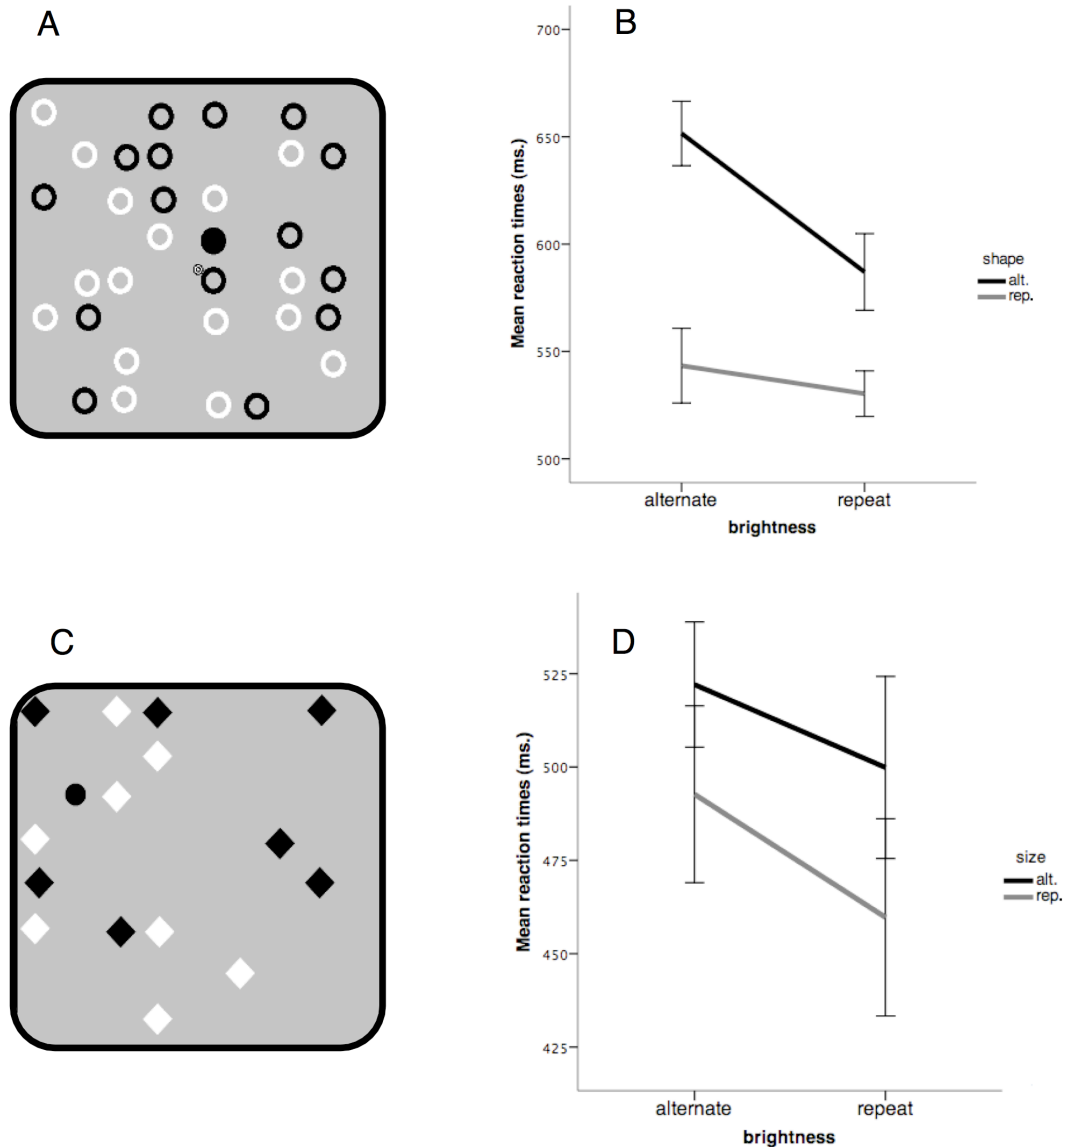 A
B
700
650
600
550
500
Mean reaction times (ms.)
shape
alt.
rep.
alternate
repeat
brightness
C
D
525
500
475
450
425
Mean reaction times (ms.)
size
alt.
rep.
alternate
repeat
brightness